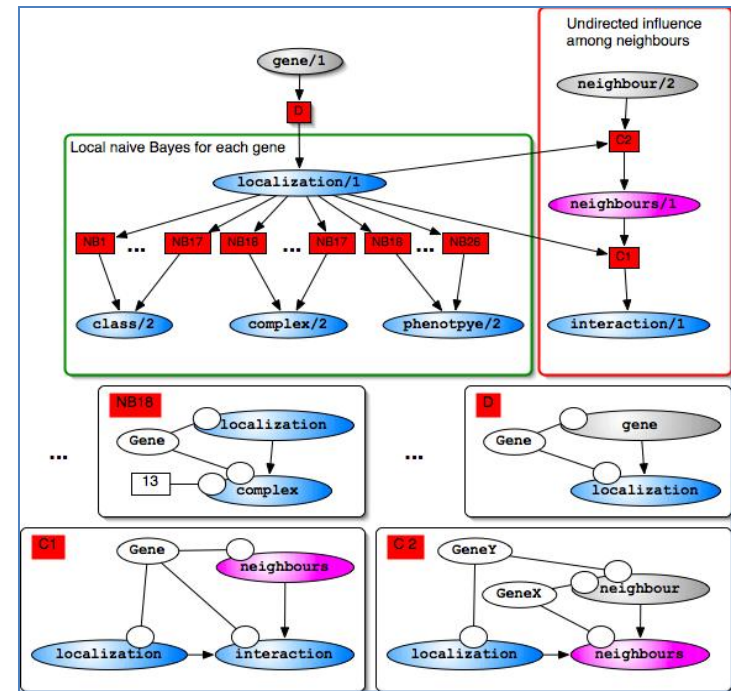 Undirected influence
among neighbours
gene/1
neighbour/2
D
C2
Local naive Bayes for each gene
localization/1
neighbours/1
NB1
...
NB17
NB16
...
NB17
NB18
...
NB26
C1
class/2
complex/2
phenotpye/2
interaction/1
NB18
localization
Gene
...
13
complex
D
gene
Gene
...
localization
C1
Gene
neighbours
localization
interaction
C 2
GeneY
neighbour
GeneX
localization
neighbours